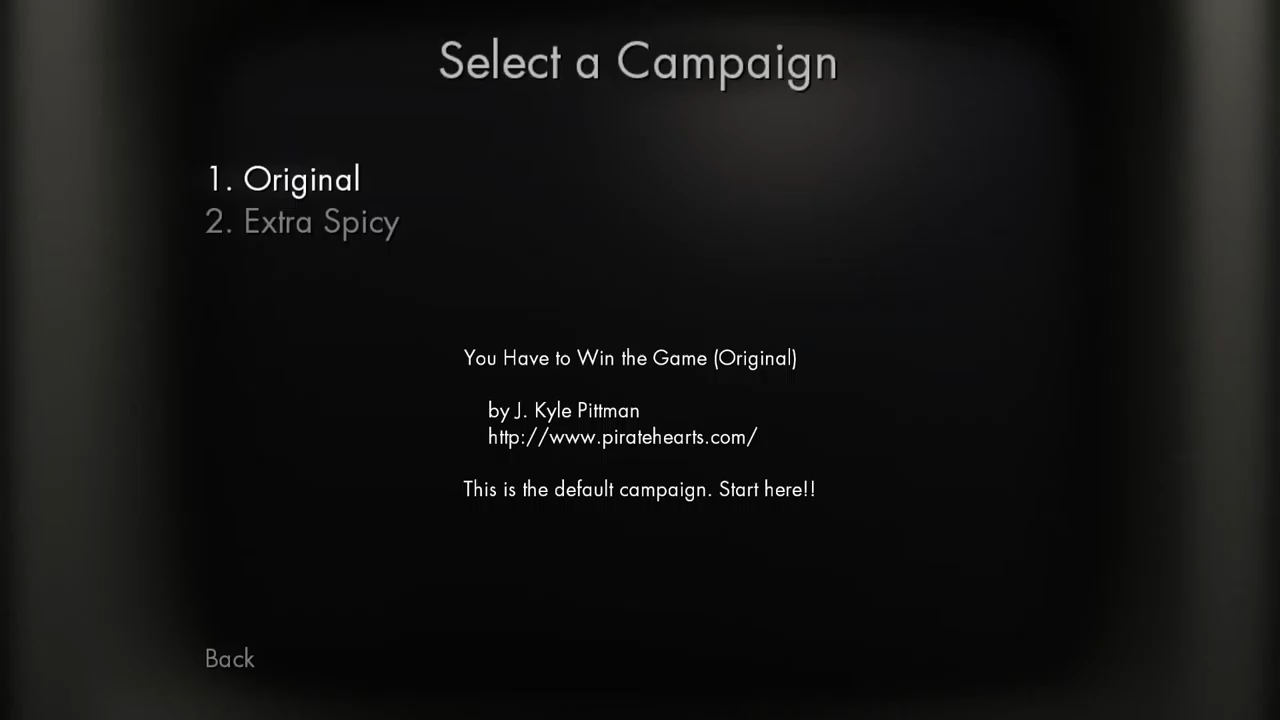 Select a Campaign
1. Original
2. Extra Spicy
You Have to Win the Game (Original)
by J. Kyle Pittman
http://www.piratehearts.com/
This is the default campaign. Start here!!
Back